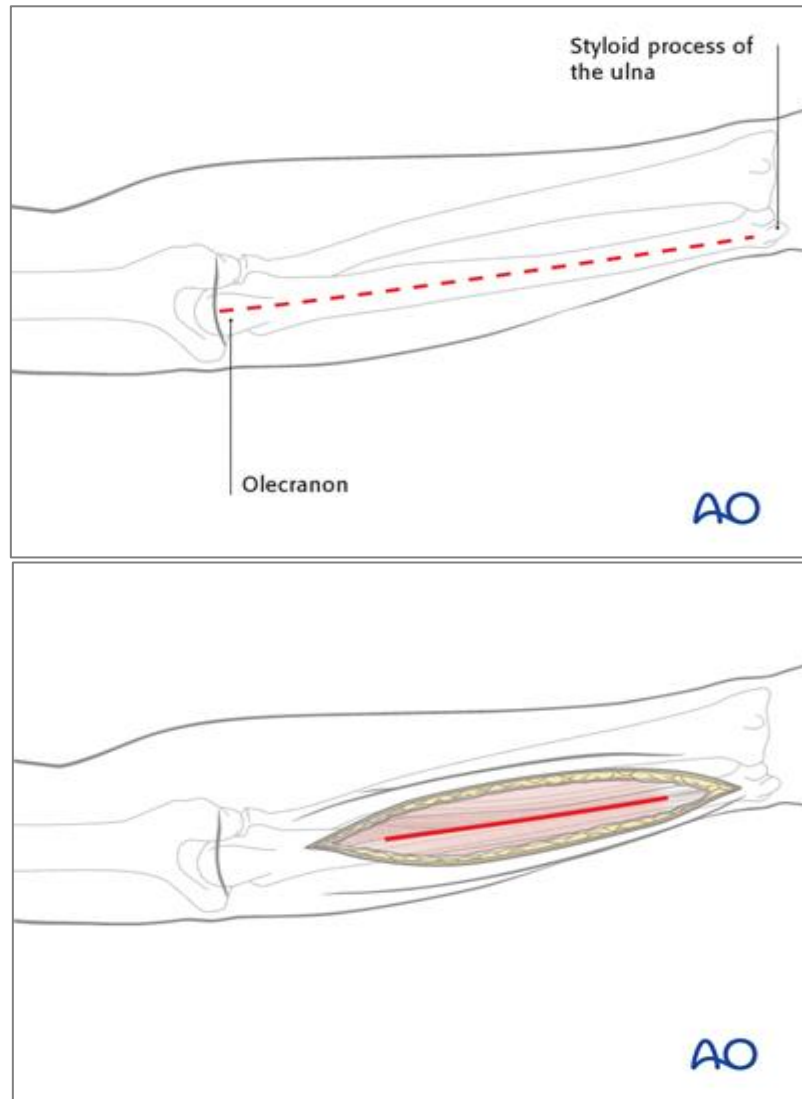 Styloid process of
the ulna
Olecranon
AO
AO